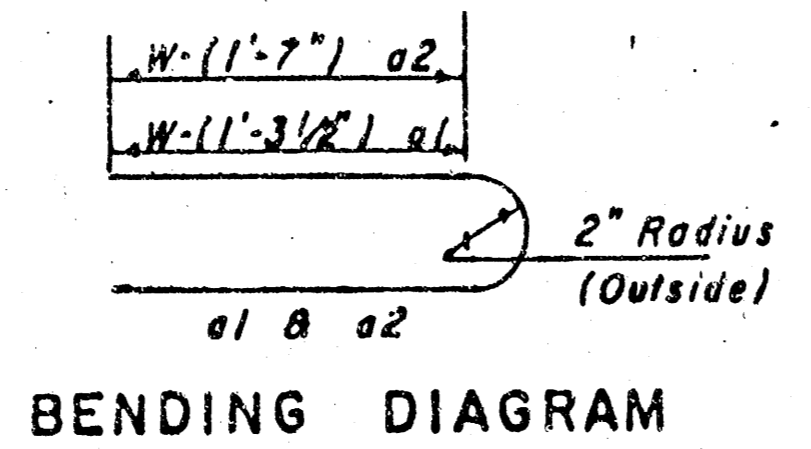 W-(1'-7") a2
W-(1'-3 1/2") a1
2" Radius
(Outside)
a1 & a2
BENDING DIAGRAM